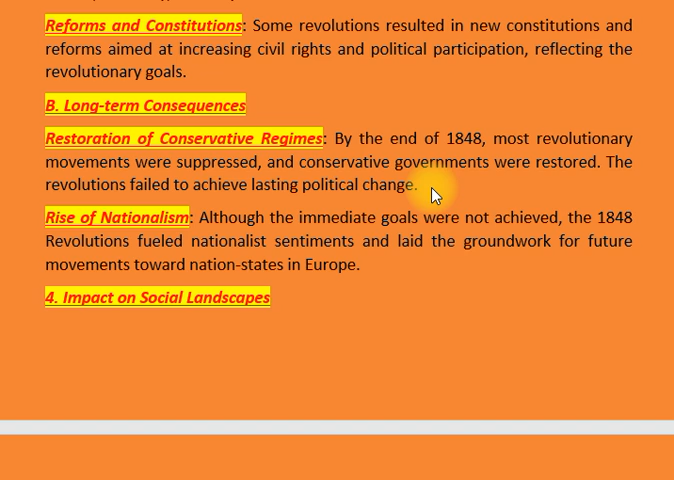 Reforms and Constitutions: Some revolutions resulted in new constitutions and
reforms aimed at increasing civil rights and political participation, reflecting the
revolutionary goals.
B. Long-term Consequences
Restoration of Conservative Regimes: By the end of 1848, most revolutionary
movements were suppressed, and conservative governments were restored. The
revolutions failed to achieve lasting political change.
Rise of Nationalism: Although the immediate goals were not achieved, the 1848
Revolutions fueled nationalist sentiments and laid the groundwork for future
movements toward nation-states in Europe.
4. Impact on Social Landscapes